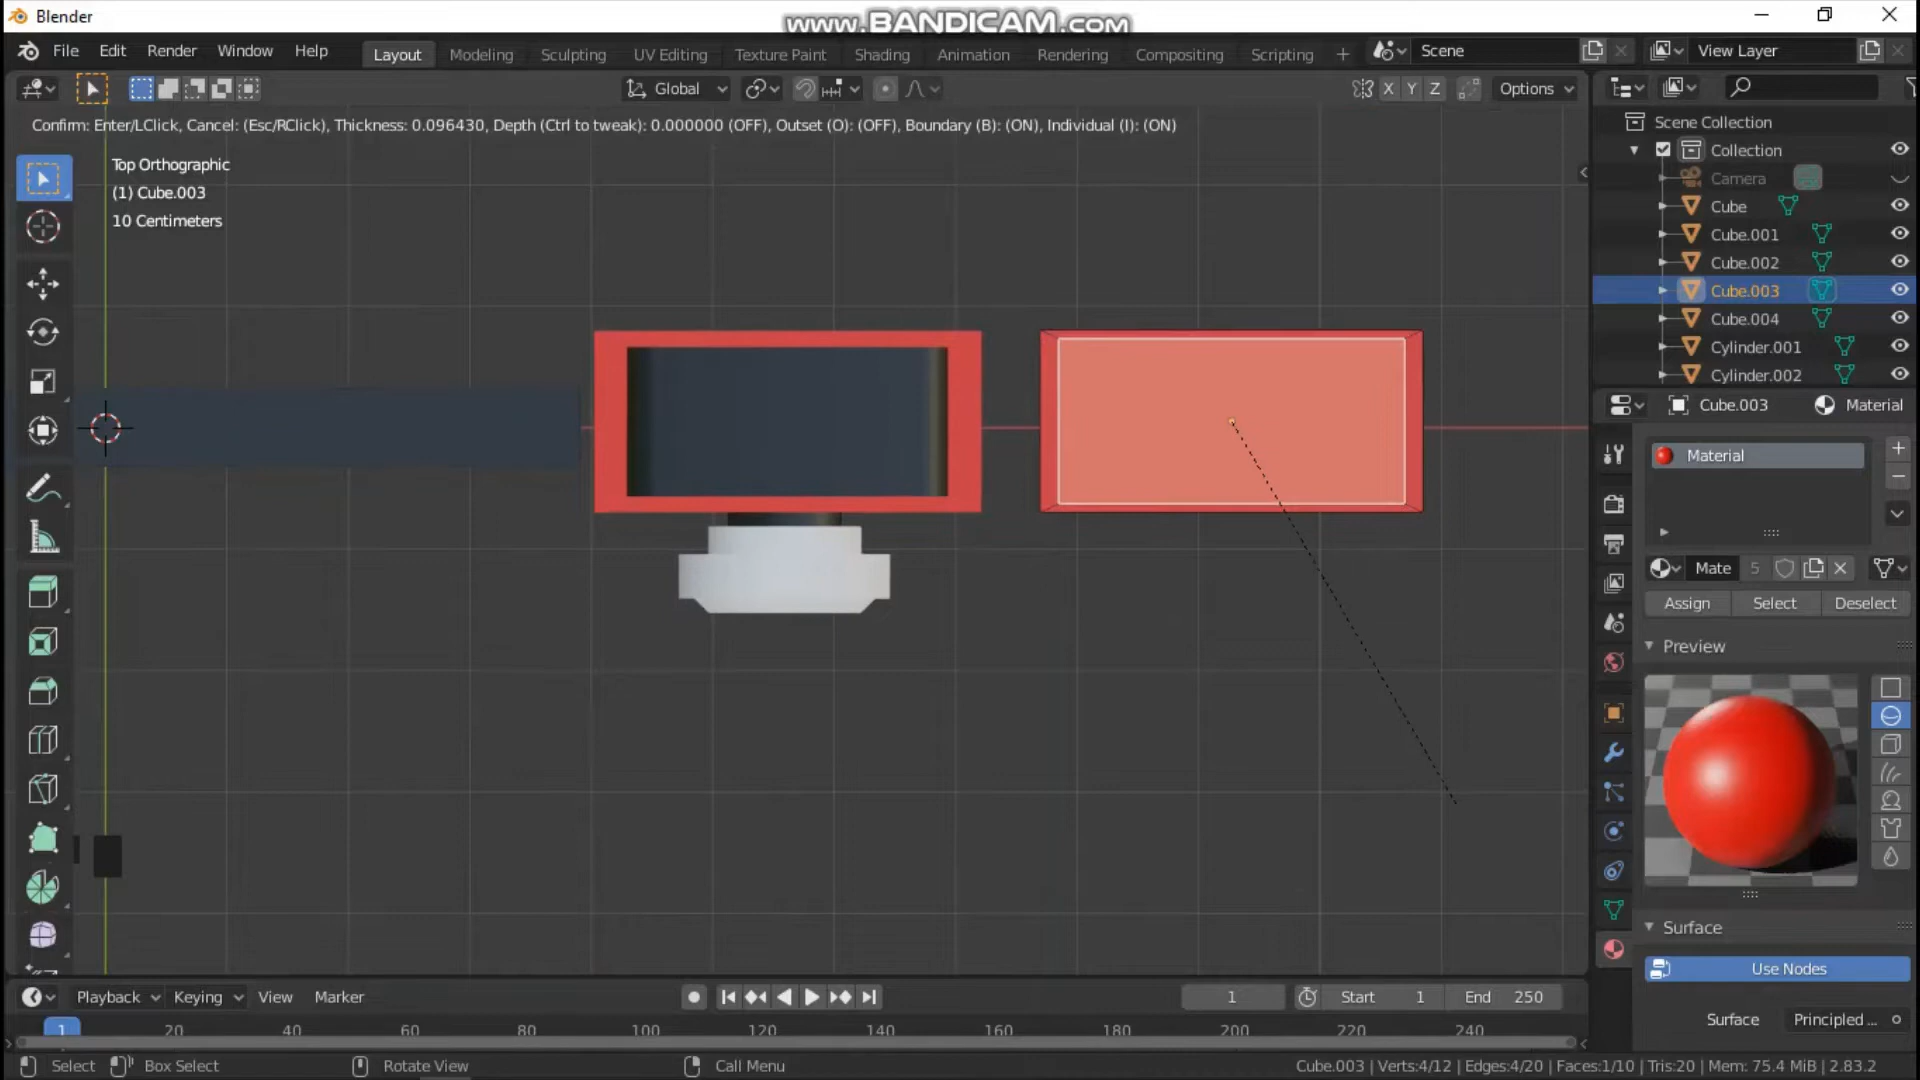 Blender
www.BANDICAM.com
File Edit Render Window Help
Layout Modeling Sculpting UV Editing Texture Paint Shading Animation Rendering Compositing Scripting +
Scene
View Layer
Global
X Y Z
Options
Confirm: Enter/LClick, Cancel: (Esc/RClick), Thickness: 0.096430, Depth (Ctrl to tweak): 0.000000 (OFF), Outset (O): (OFF), Boundary (B): (ON), Individual (I): (ON)
Top Orthographic
(1) Cube.003
10 Centimeters
Scene Collection
Collection
Camera
Cube
Cube.001
Cube.002
Cube.003
Cube.004
Cylinder.001
Cylinder.002
Cube.003 Material
Material
Mate 5
Assign Select Deselect
Preview
Surface
Use Nodes
Surface Principled ...
Playback Keying View Marker
1 Start 1 End 250
1 20 40 60 80 100 120 140 160 180 200 220 240
Select Box Select Rotate View Call Menu
Cube.003 | Verts:4/12 | Edges:4/20 | Faces:1/10 | Tris:20 | Mem: 75.4 MiB | 2.83.2